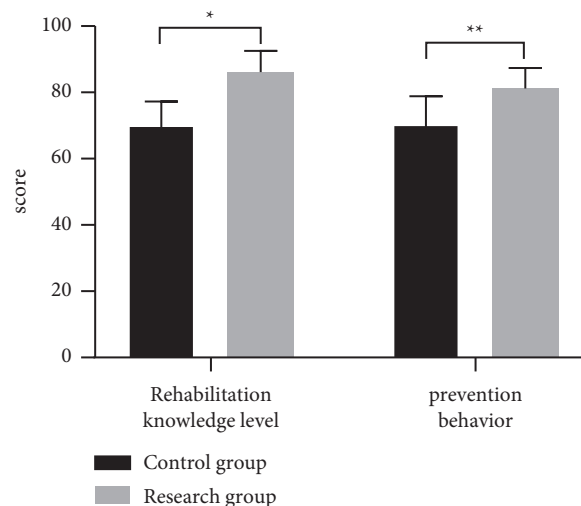 *
**
100
80
60
40
20
0
score
Rehabilitation
knowledge level
prevention
behavior
Control group
Research group